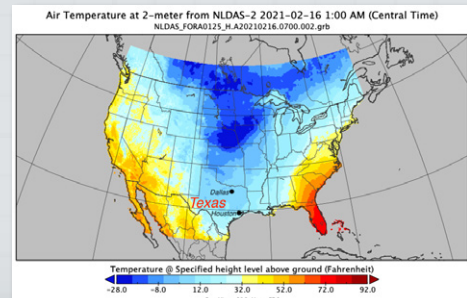 Air Temperature at 2-meter from NLDAS-2 2021-02-16 1:00 AM (Central Time)
NLDAS_FORA0125_H.A20210216.0700.002.grb
Dallas
Texas
Houston
Temperature @ Specified height level above ground (Fahrenheit)
-28.0 -8.0 12.0 32.0 52.0 72.0 92.0